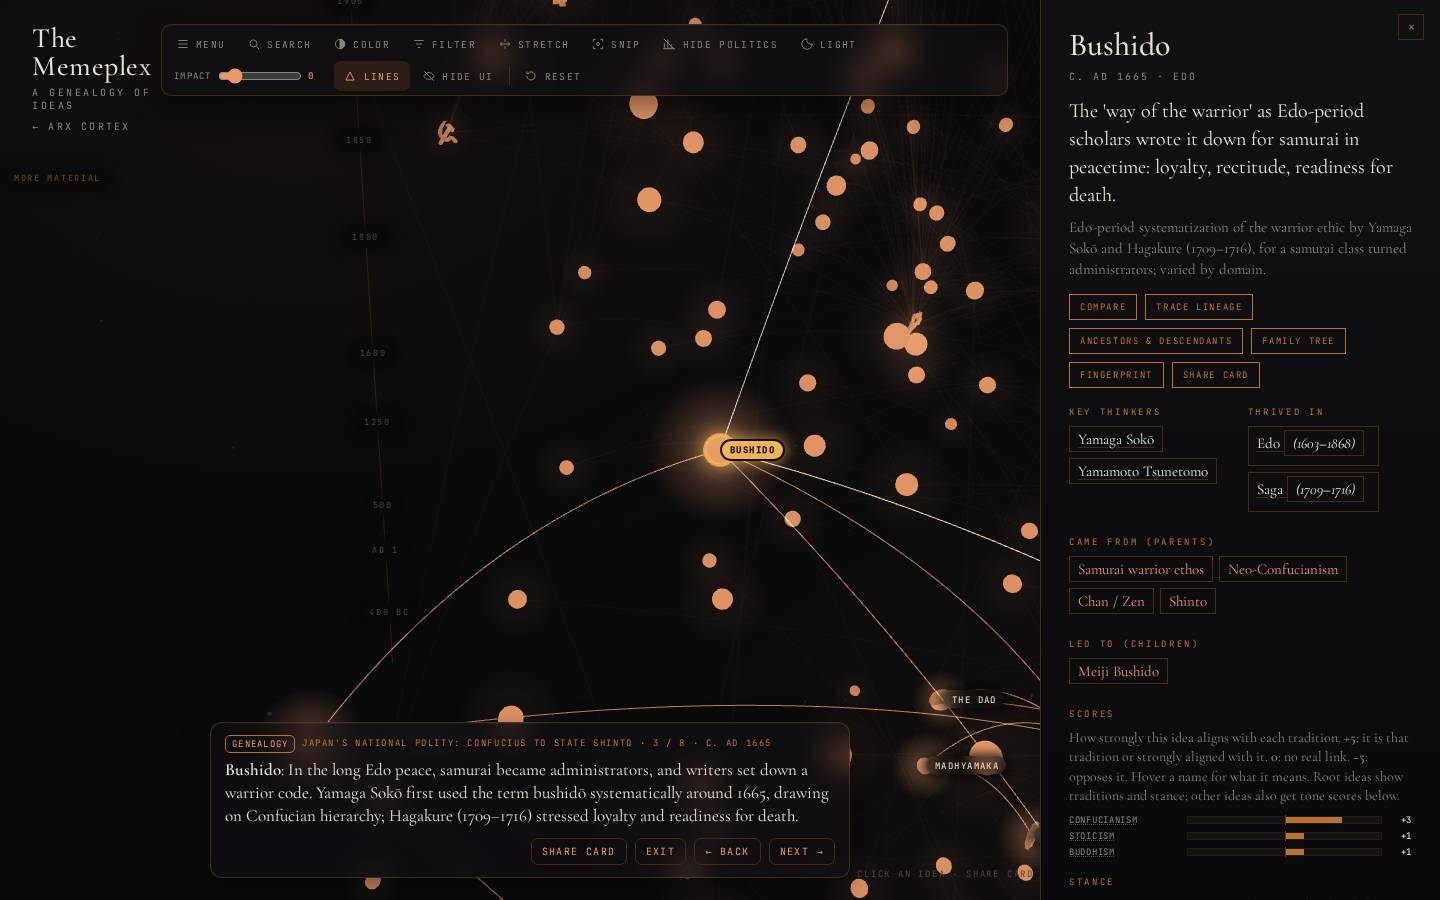 The
Memeplex
A GENEALOGY OF
IDEAS
← ARX CORTEX
MORE MATERIAL
MENU
SEARCH
COLOR
FILTER
STRETCH
SNIP
HIDE POLITICS
LIGHT
IMPACT
0
LINES
HIDE UI
RESET
1900
1850
1800
1600
1250
500
AD 1
400 BC
BUSHIDO
THE DAO
MADHYAMAKA
GENEALOGY JAPAN'S NATIONAL POLITY: CONFUCIUS TO STATE SHINTO · 3 / 8 · C. AD 1665
Bushido: In the long Edo peace, samurai became administrators, and writers set down a
warrior code. Yamaga Sokō first used the term bushidō systematically around 1665, drawing
on Confucian hierarchy; Hagakure (1709–1716) stressed loyalty and readiness for death.
SHARE CARD
EXIT
← BACK
NEXT →
CLICK AN IDEA · SHARE CARD
×
Bushido
C. AD 1665 · EDO
The 'way of the warrior' as Edo-period
scholars wrote it down for samurai in
peacetime: loyalty, rectitude, readiness for
death.
Edo-period systematization of the warrior ethic by Yamaga
Sokō and Hagakure (1709–1716), for a samurai class turned
administrators; varied by domain.
COMPARE
TRACE LINEAGE
ANCESTORS & DESCENDANTS
FAMILY TREE
FINGERPRINT
SHARE CARD
KEY THINKERS
Yamaga Sokō
Yamamoto Tsunetomo
THRIVED IN
Edo (1603–1868)
Saga (1709–1716)
CAME FROM (PARENTS)
Samurai warrior ethos
Neo-Confucianism
Chan / Zen
Shinto
LED TO (CHILDREN)
Meiji Bushido
SCORES
How strongly this idea aligns with each tradition. +5: it is that
tradition or strongly aligned with it. 0: no real link. −5:
opposes it. Hover a name for what it means. Root ideas show
traditions and stance; other ideas also get tone scores below.
CONFUCIANISM +3
STOICISM +1
BUDDHISM +1
STANCE